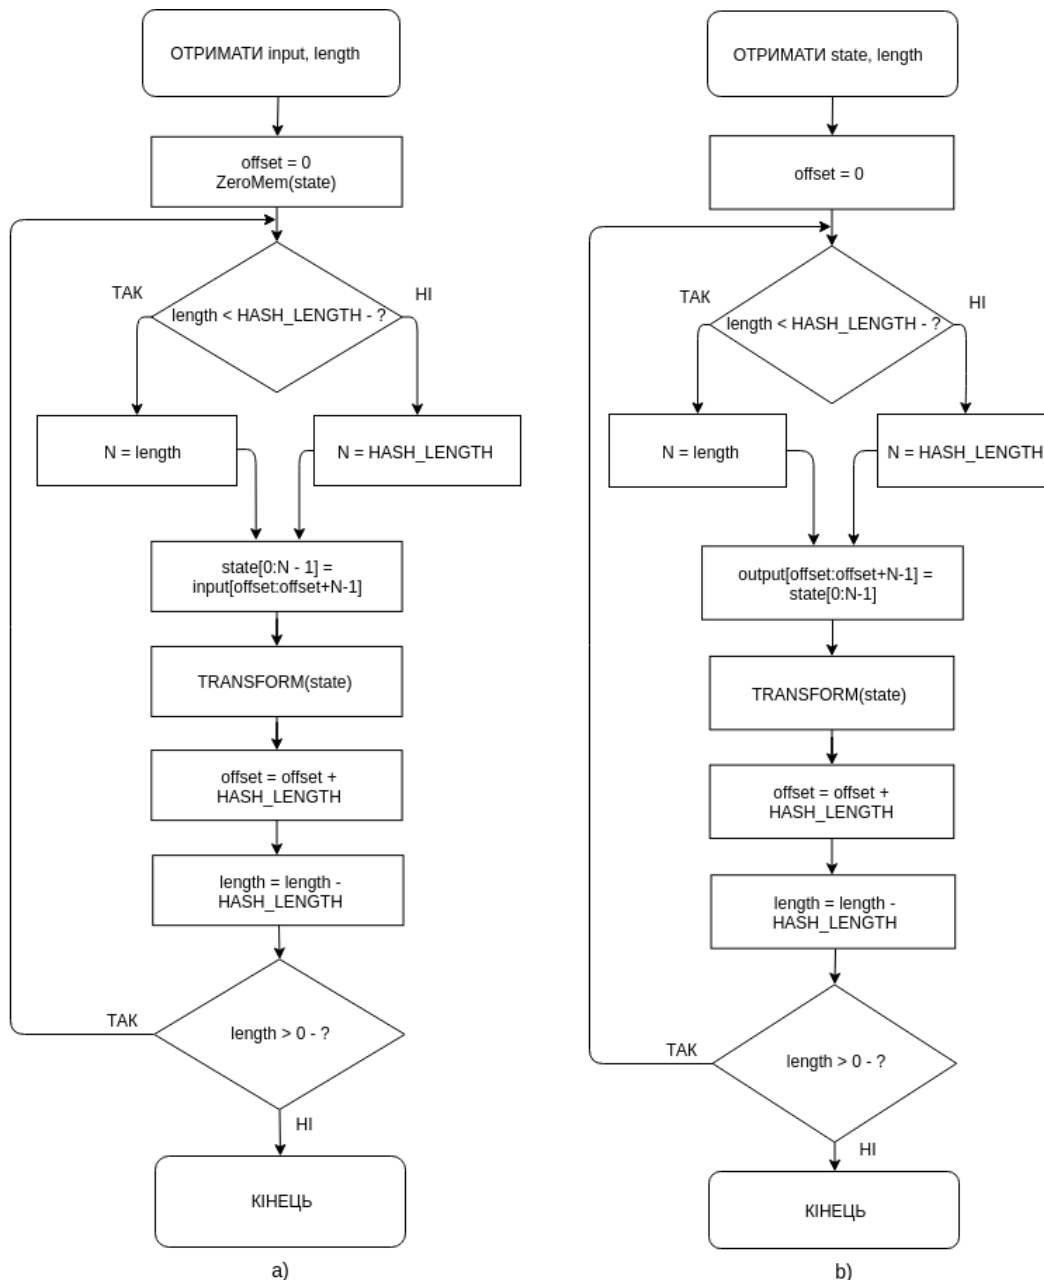 ОТРИМАТИ input, length
offset = 0
ZeroMem(state)
ТАК
НІ
length < HASH_LENGTH - ?
N = length
N = HASH_LENGTH
state[0:N - 1] =
input[offset:offset+N-1]
TRANSFORM(state)
offset = offset +
HASH_LENGTH
length = length -
HASH_LENGTH
ТАК
length > 0 - ?
НІ
КІНЕЦЬ
a)
ОТРИМАТИ state, length
offset = 0
ТАК
НІ
length < HASH_LENGTH - ?
N = length
N = HASH_LENGTH
output[offset:offset+N-1] =
state[0:N-1]
TRANSFORM(state)
offset = offset +
HASH_LENGTH
length = length -
HASH_LENGTH
ТАК
length > 0 - ?
НІ
КІНЕЦЬ
b)